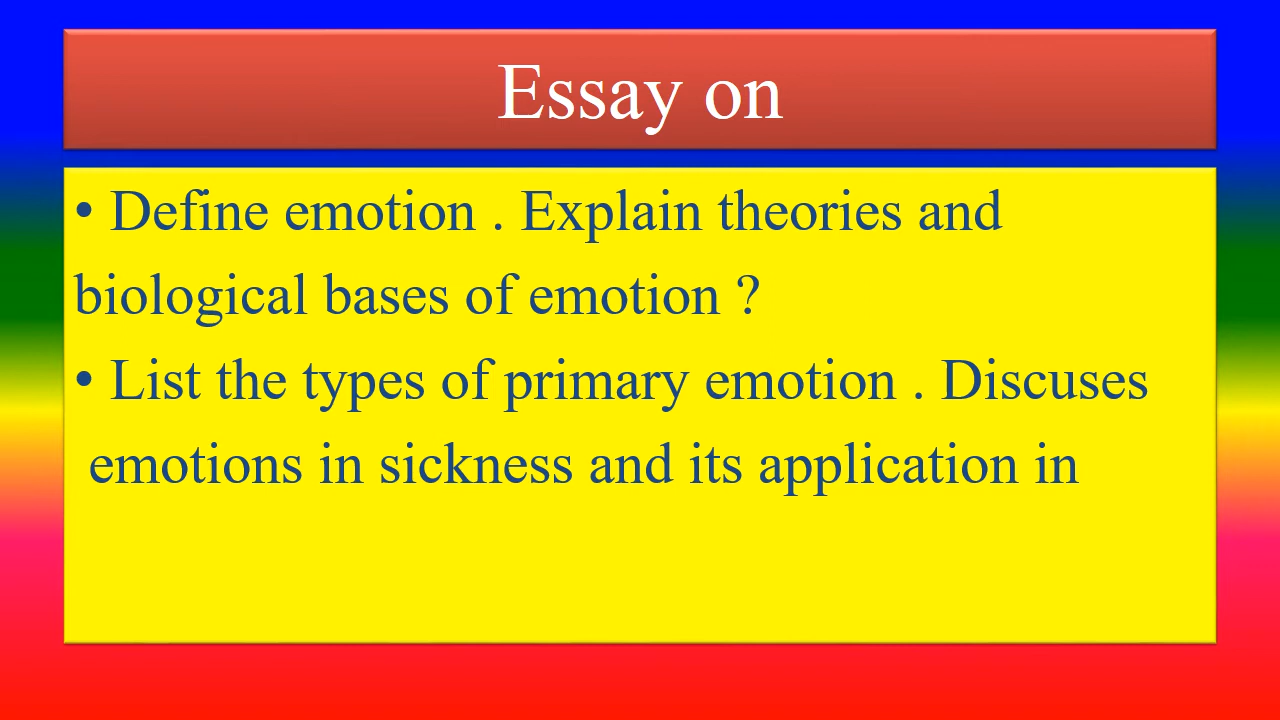 Essay on
• Define emotion . Explain theories and
biological bases of emotion ?
• List the types of primary emotion . Discuses
emotions in sickness and its application in